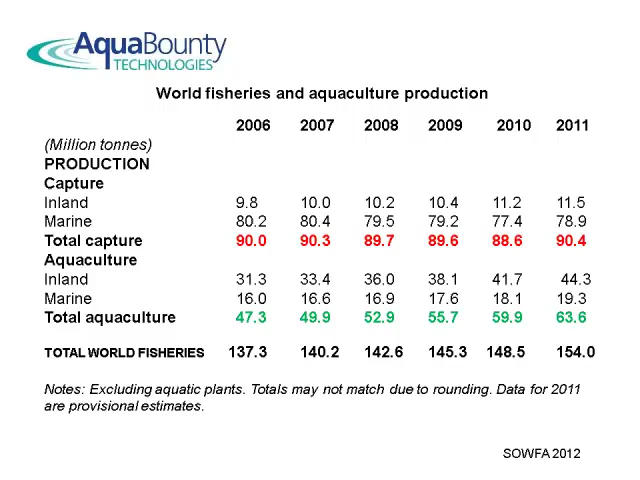 AquaBounty
TECHNOLOGIES
World fisheries and aquaculture production
2006 2007 2008 2009 2010 2011
(Million tonnes)
PRODUCTION
Capture
Inland 9.8 10.0 10.2 10.4 11.2 11.5
Marine 80.2 80.4 79.5 79.2 77.4 78.9
Total capture 90.0 90.3 89.7 89.6 88.6 90.4
Aquaculture
Inland 31.3 33.4 36.0 38.1 41.7 44.3
Marine 16.0 16.6 16.9 17.6 18.1 19.3
Total aquaculture 47.3 49.9 52.9 55.7 59.9 63.6
TOTAL WORLD FISHERIES 137.3 140.2 142.6 145.3 148.5 154.0
Notes: Excluding aquatic plants. Totals may not match due to rounding. Data for 2011
are provisional estimates.
SOWFA 2012